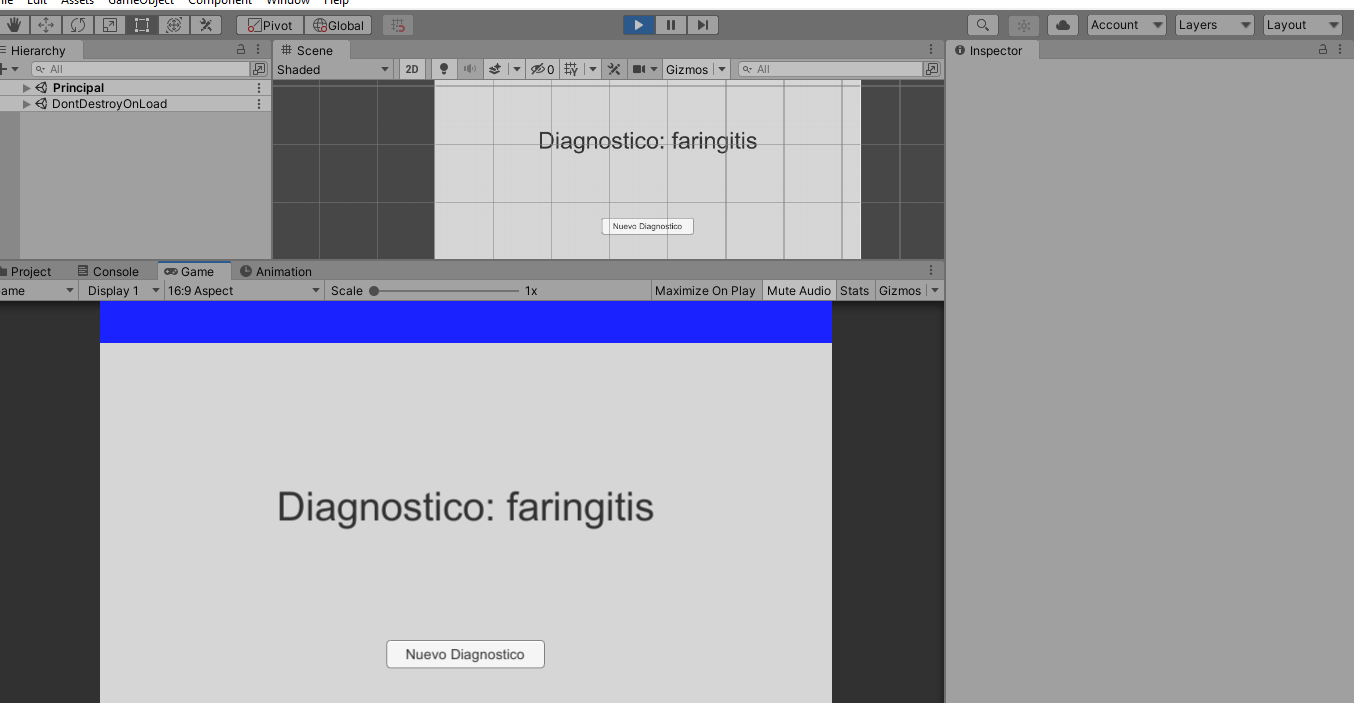 Edit Assets GameObject Component Window Help
Pivot Global Account Layers Layout
Hierarchy Scene Inspector
All Shaded 2D 0 Gizmos All
Principal
DontDestroyOnLoad
Diagnostico: faringitis
Nuevo Diagnostico
Project Console Game Animation
ame Display 1 16:9 Aspect Scale 1x Maximize On Play Mute Audio Stats Gizmos
Diagnostico: faringitis
Nuevo Diagnostico